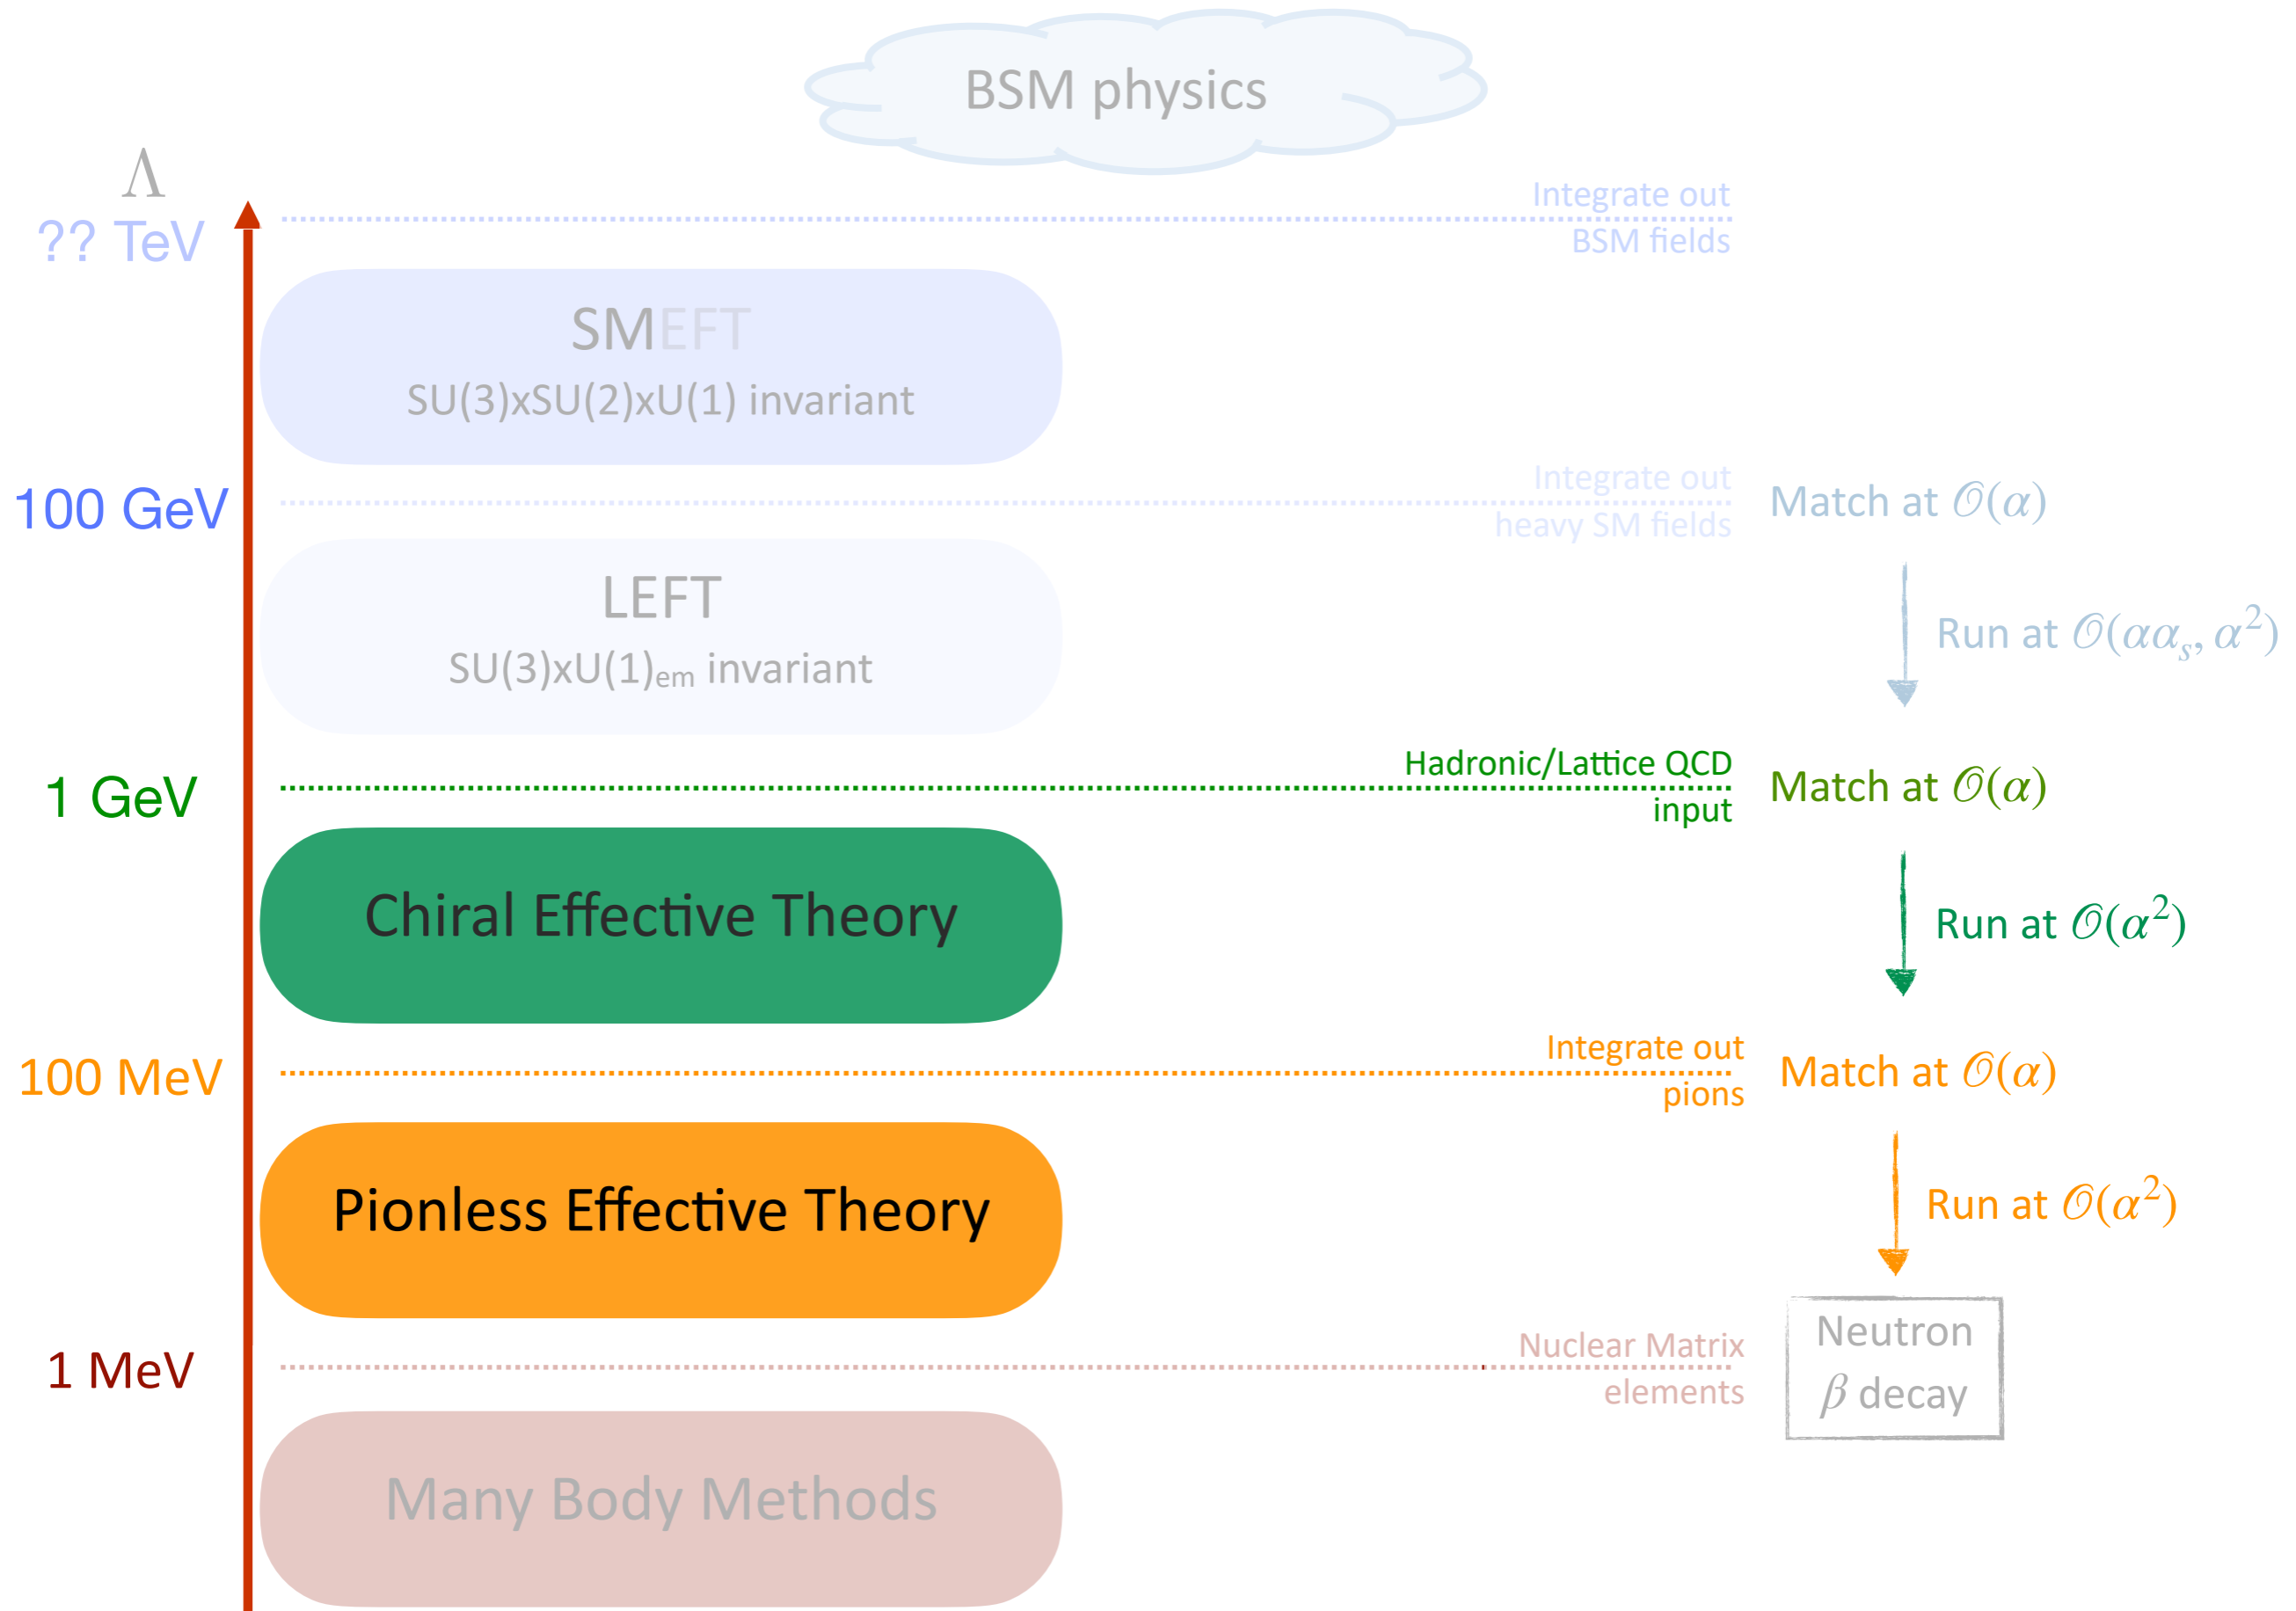 BSM physics
Λ
?? TeV
Integrate out
BSM fields
SMEFT
SU(3)xSU(2)xU(1) invariant
100 GeV
Integrate out
heavy SM fields
Match at 𝒪(α)
LEFT
SU(3)xU(1)ₑₘ invariant
Run at 𝒪(ααₛ, α²)
1 GeV
Hadronic/Lattice QCD
input
Match at 𝒪(α)
Chiral Effective Theory
Run at 𝒪(α²)
100 MeV
Integrate out
pions
Match at 𝒪(α)
Pionless Effective Theory
Run at 𝒪(α²)
1 MeV
Nuclear Matrix
elements
Neutron
β decay
Many Body Methods